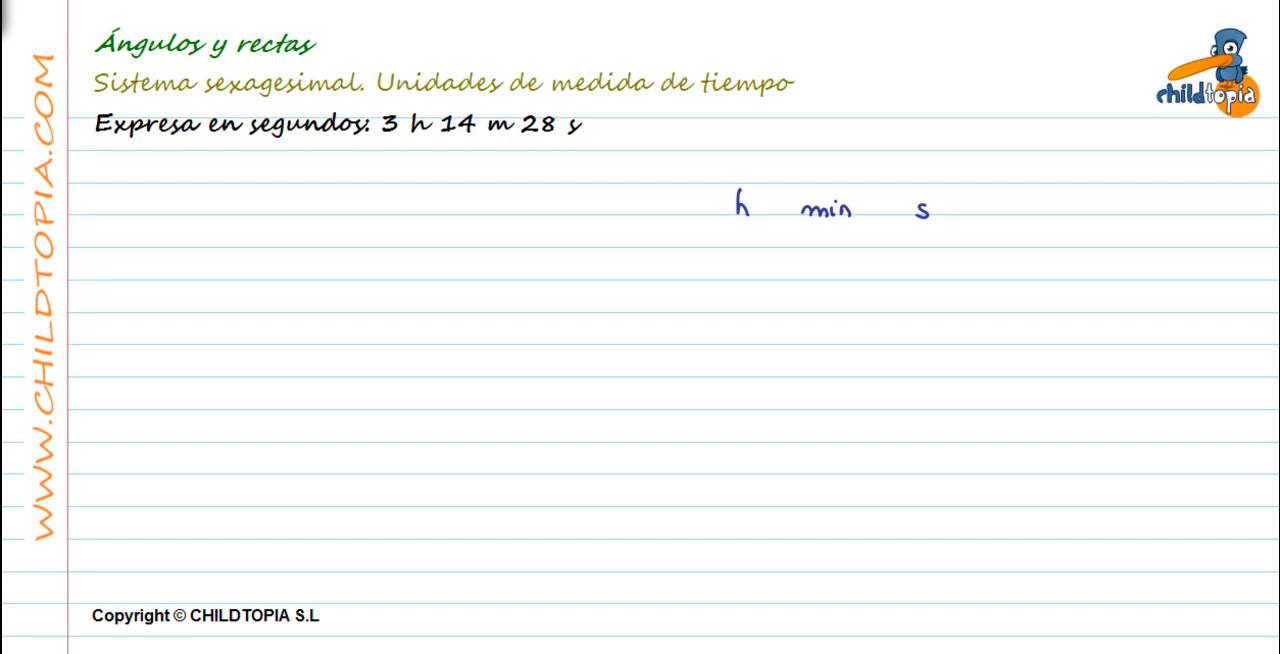 Ángulos y rectas
Sistema sexagesimal. Unidades de medida de tiempo
childtopia
Expresa en segundos: 3 h 14 m 28 s
h min s
WWW.CHILDTOPIA.COM
Copyright © CHILDTOPIA S.L